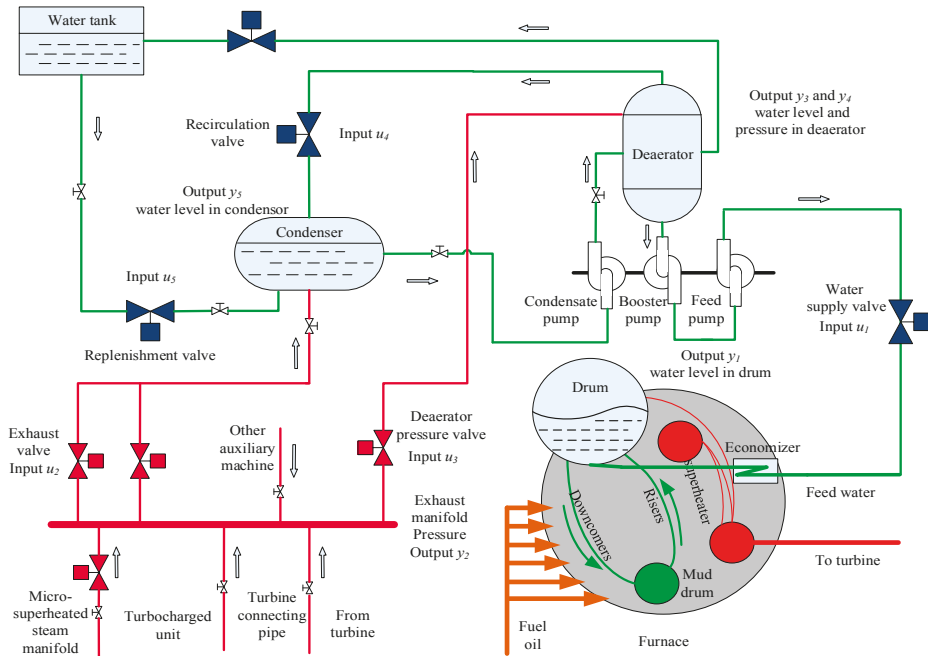 Water tank
Recirculation
valve
Input u4
Output y3 and y4
water level and
pressure in deaerator
Deaerator
Output y5
water level in condensor
Condenser
Input u5
Replenishment valve
Condensate
pump
Booster
pump
Feed
pump
Water
supply valve
Input u1
Output y1
water level in drum
Drum
Exhaust
valve
Input u2
Other
auxiliary
machine
Deaerator
pressure valve
Input u3
Economizer
Feed water
superheater
Risers
Downcomers
Exhaust
manifold
Pressure
Output y2
To turbine
Mud
drum
Micro-
superheated
steam
manifold
Turbocharged
unit
Turbine
connecting
pipe
From
turbine
Fuel
oil
Furnace